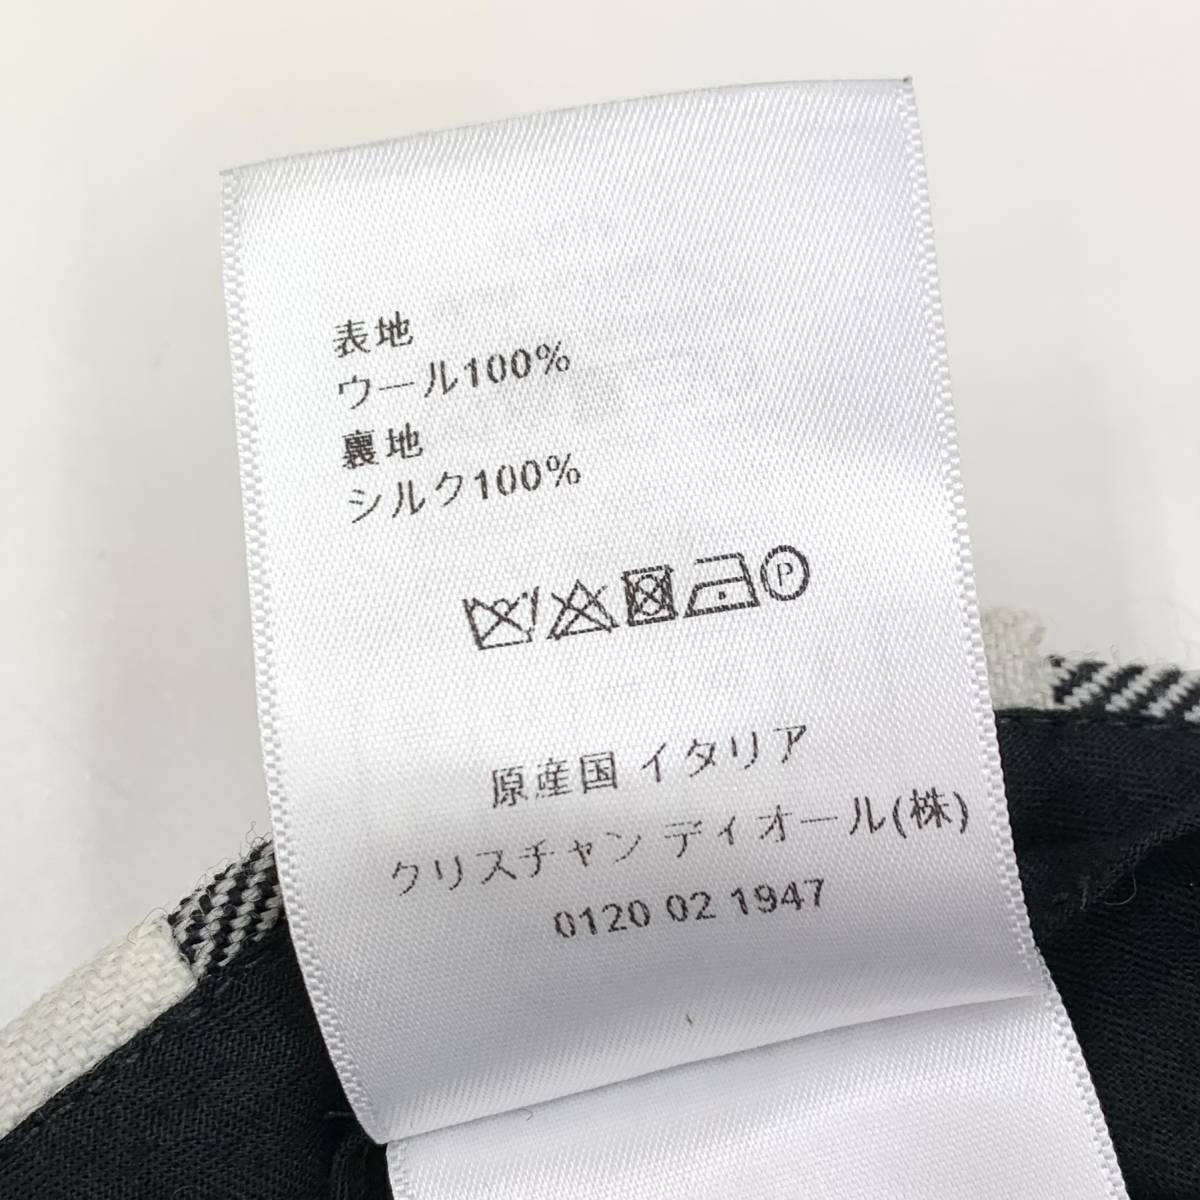 表地
ウール100%
裏地
シルク100%
P
原産国 イタリア
クリスチャン ディオール(株)
0120 02 1947